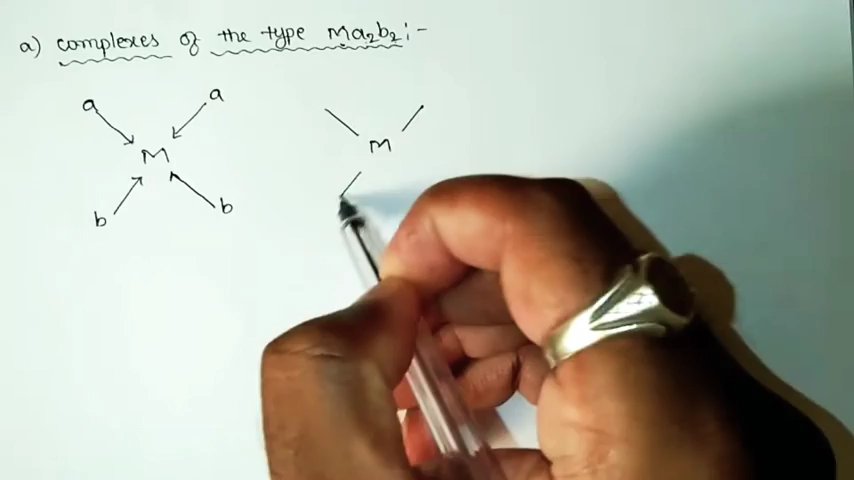 a) complexes of the type Ma₂b₂ :-
a a
M M
b b